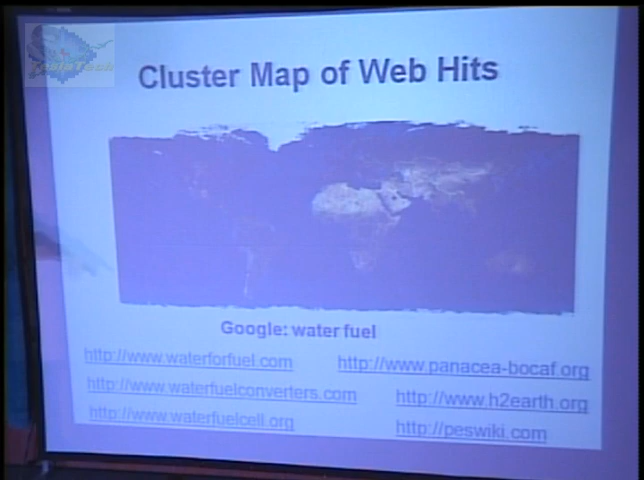 TeslaTech
Cluster Map of Web Hits
Google: water fuel
http://www.waterforfuel.com
http://www.panacea-bocaf.org
http://www.waterfuelconverters.com
http://www.h2earth.org
http://www.waterfuelcell.org
http://peswiki.com